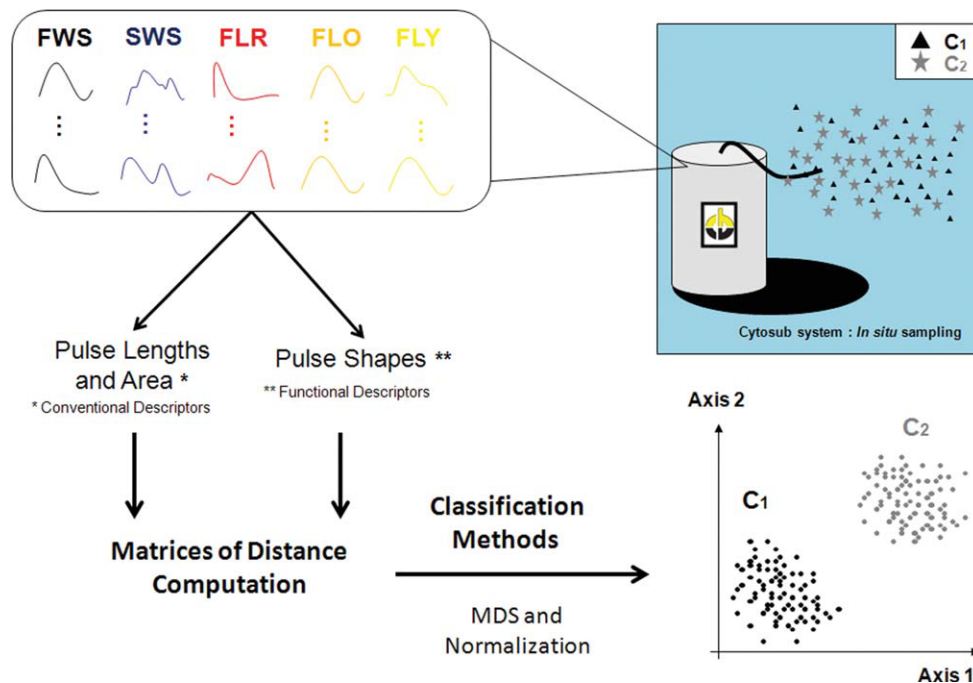 FWS SWS FLR FLO FLY
C1
C2
Cytosub system : In situ sampling
Pulse Lengths
and Area *
* Conventional Descriptors
Pulse Shapes **
** Functional Descriptors
Matrices of Distance
Computation
Classification
Methods
MDS and
Normalization
Axis 2
C2
C1
Axis 1